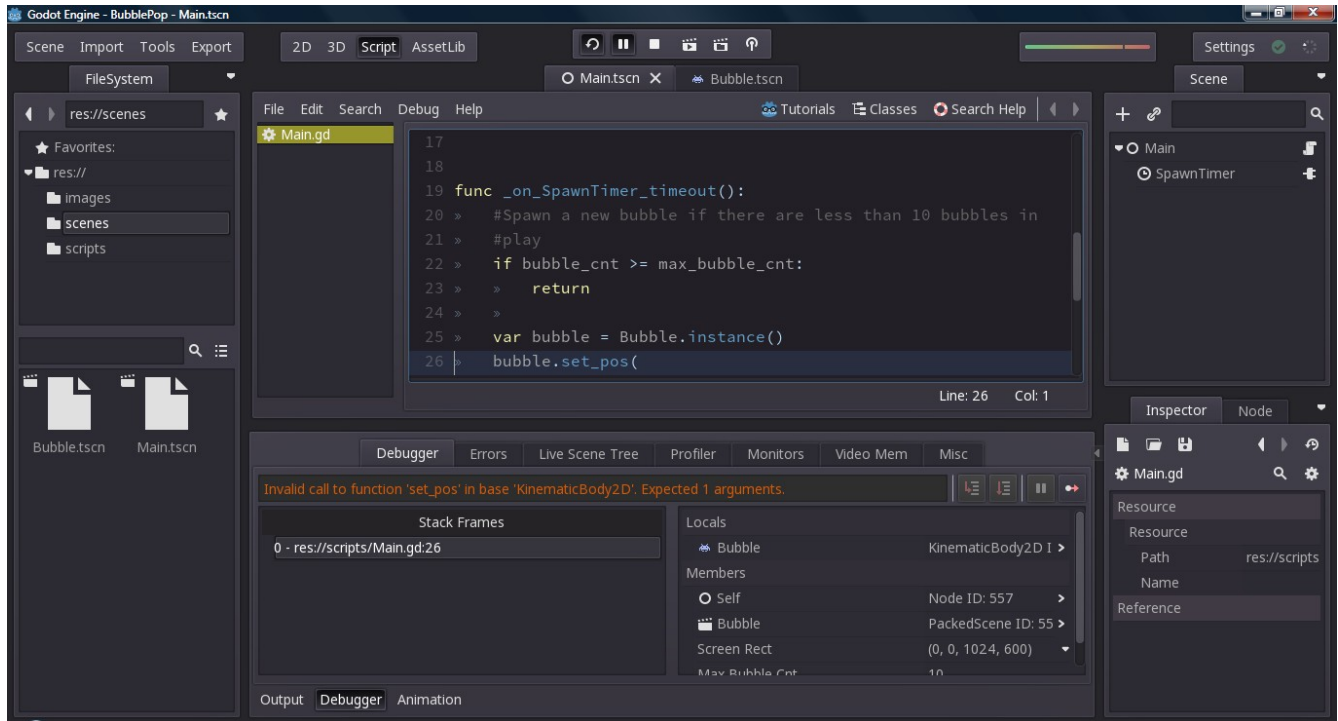 Godot Engine - BubblePop - Main.tscn
Scene Import Tools Export 2D 3D Script AssetLib Settings
FileSystem
Main.tscn X Bubble.tscn
Scene
res://scenes
Favorites:
res://
images
scenes
scripts
Bubble.tscn Main.tscn
File Edit Search Debug Help Tutorials Classes Search Help
Main.gd
17
18
19 func _on_SpawnTimer_timeout():
20 » #Spawn a new bubble if there are less than 10 bubbles in
21 » #play
22 » if bubble_cnt >= max_bubble_cnt:
23 » » return
24 » »
25 » var bubble = Bubble.instance()
26 » bubble.set_pos(
Line: 26 Col: 1
Debugger Errors Live Scene Tree Profiler Monitors Video Mem Misc
Invalid call to function 'set_pos' in base 'KinematicBody2D'. Expected 1 arguments.
Stack Frames
0 - res://scripts/Main.gd:26
Locals
Bubble KinematicBody2D I
Members
Self Node ID: 557
Bubble PackedScene ID: 55
Screen Rect (0, 0, 1024, 600)
Max Bubble Cnt 10
Output Debugger Animation
Main
SpawnTimer
Inspector Node
Main.gd
Resource
Resource
Path res://scripts
Name
Reference